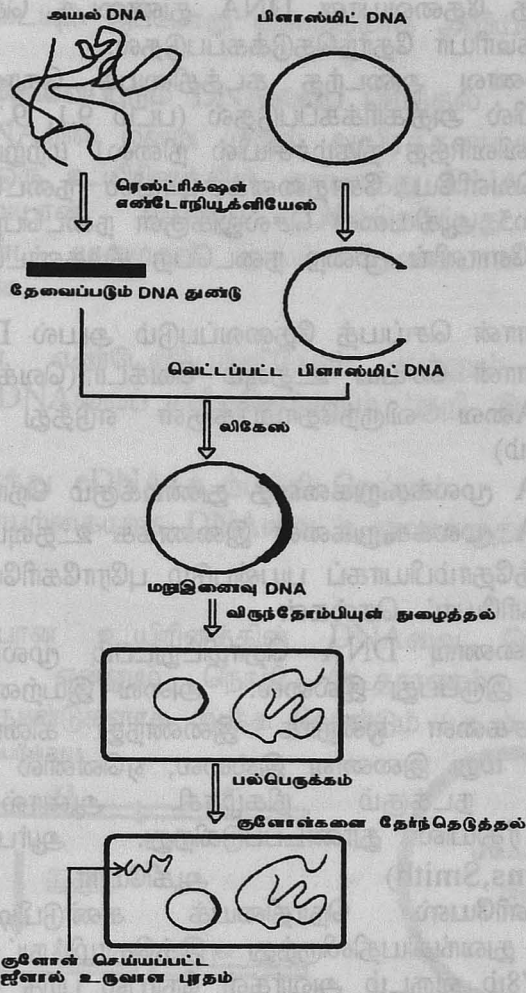 அயல் DNA
பிளாஸ்மிட் DNA
ரெஸ்ட்ரிக்ஷன்
எண்டோநியூக்ளியேஸ்
தேவைப்படும் DNA துண்டு
வெட்டப்பட்ட பிளாஸ்மிட் DNA
லிகேஸ்
மறுஇணைவு DNA
விருந்தோம்பியுள் நுழைத்தல்
பல்பெருக்கம்
குளோன்களை தேர்ந்தெடுத்தல்
குளோன் செய்யப்பட்ட
ஜீனால் உருவான புரதம்